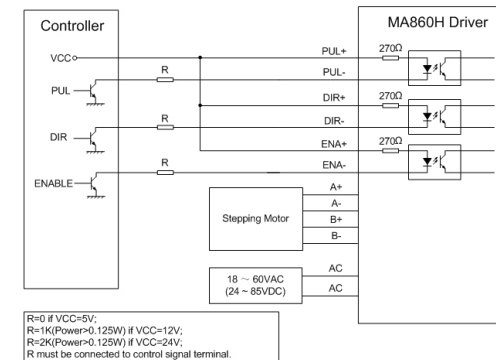 Controller
MA860H Driver
VCC
PUL
DIR
ENABLE
R
R
R
PUL+
PUL-
DIR+
DIR-
ENA+
ENA-
270Ω
270Ω
270Ω
Stepping Motor
A+
A-
B+
B-
18 ~ 60VAC
(24 ~ 85VDC)
AC
AC
R=0 if VCC=5V;
R=1K(Power>0.125W) if VCC=12V;
R=2K(Power>0.125W) if VCC=24V;
R must be connected to control signal terminal.